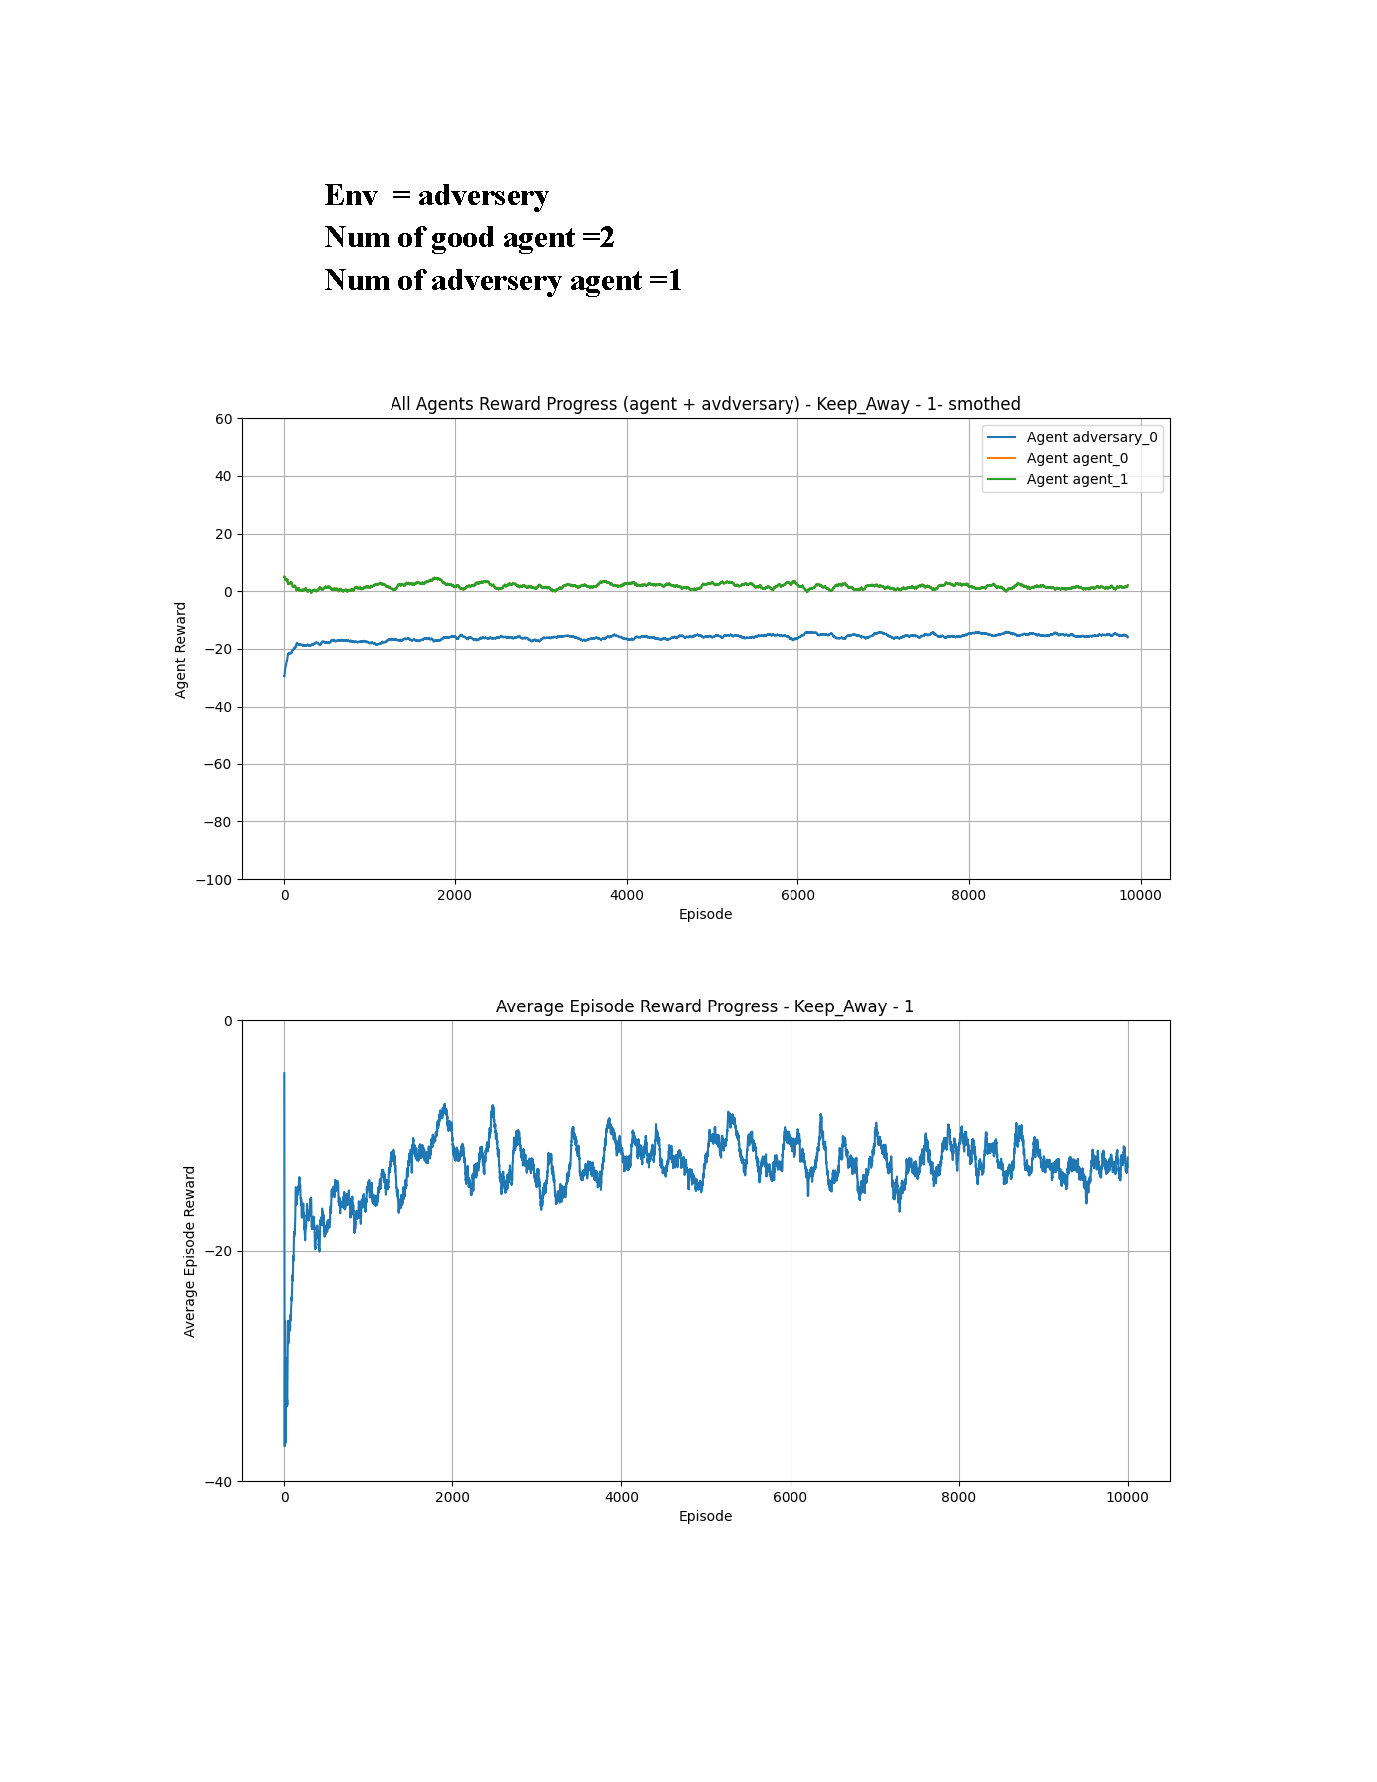 Env  = adversery
Num of good agent =2
Num of adversery agent =1
All Agents Reward Progress (agent + avdversary) - Keep_Away - 1- smothed
60
40
20
0
−20
−40
−60
−80
−100
Agent Reward
Agent adversary_0
Agent agent_0
Agent agent_1
0 2000 4000 6000 8000 10000
Episode
Average Episode Reward Progress - Keep_Away - 1
0
−20
−40
Average Episode Reward
0 2000 4000 6000 8000 10000
Episode